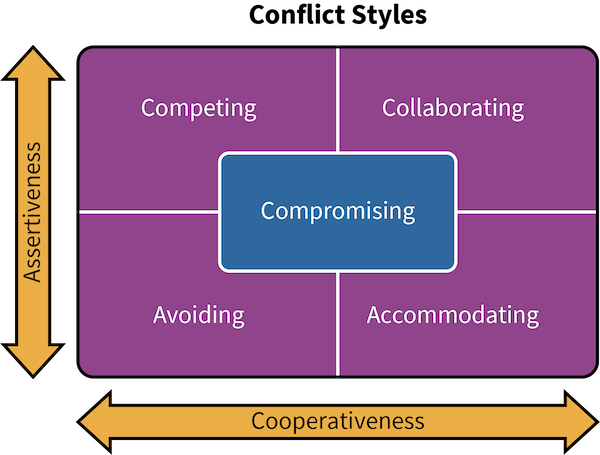 Conflict Styles
Assertiveness
Competing
Collaborating
Compromising
Avoiding
Accommodating
Cooperativeness